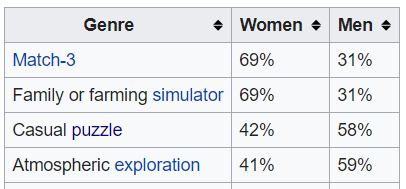 Genre Women Men
Match-3 69% 31%
Family or farming simulator 69% 31%
Casual puzzle 42% 58%
Atmospheric exploration 41% 59%